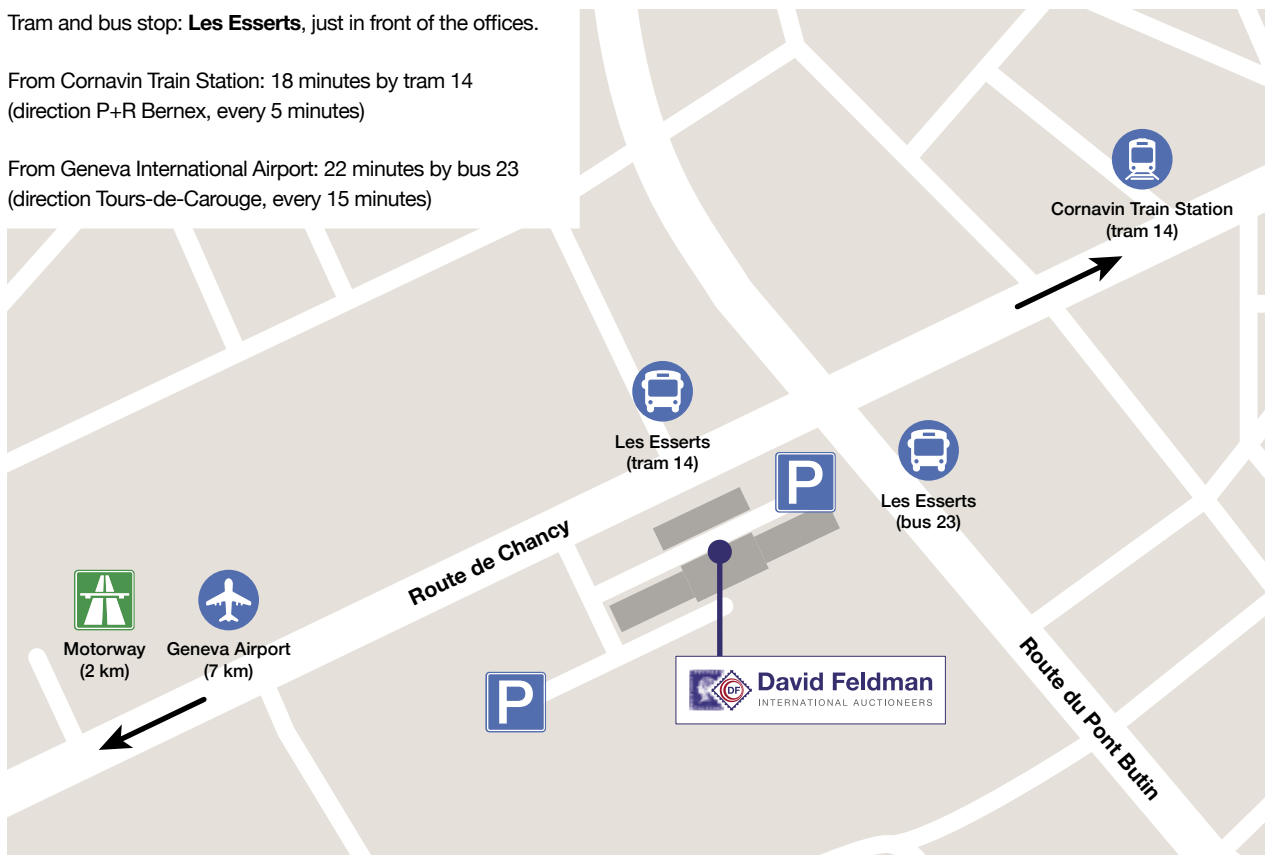 Tram and bus stop: Les Esserts, just in front of the offices.
From Cornavin Train Station: 18 minutes by tram 14
(direction P+R Bernex, every 5 minutes)
From Geneva International Airport: 22 minutes by bus 23
(direction Tours-de-Carouge, every 15 minutes)
Cornavin Train Station
(tram 14)
Les Esserts
(tram 14)
P
Les Esserts
(bus 23)
Route de Chancy
Motorway
(2 km)
Geneva Airport
(7 km)
P
DF
David Feldman
INTERNATIONAL AUCTIONEERS
Route du Pont Butin